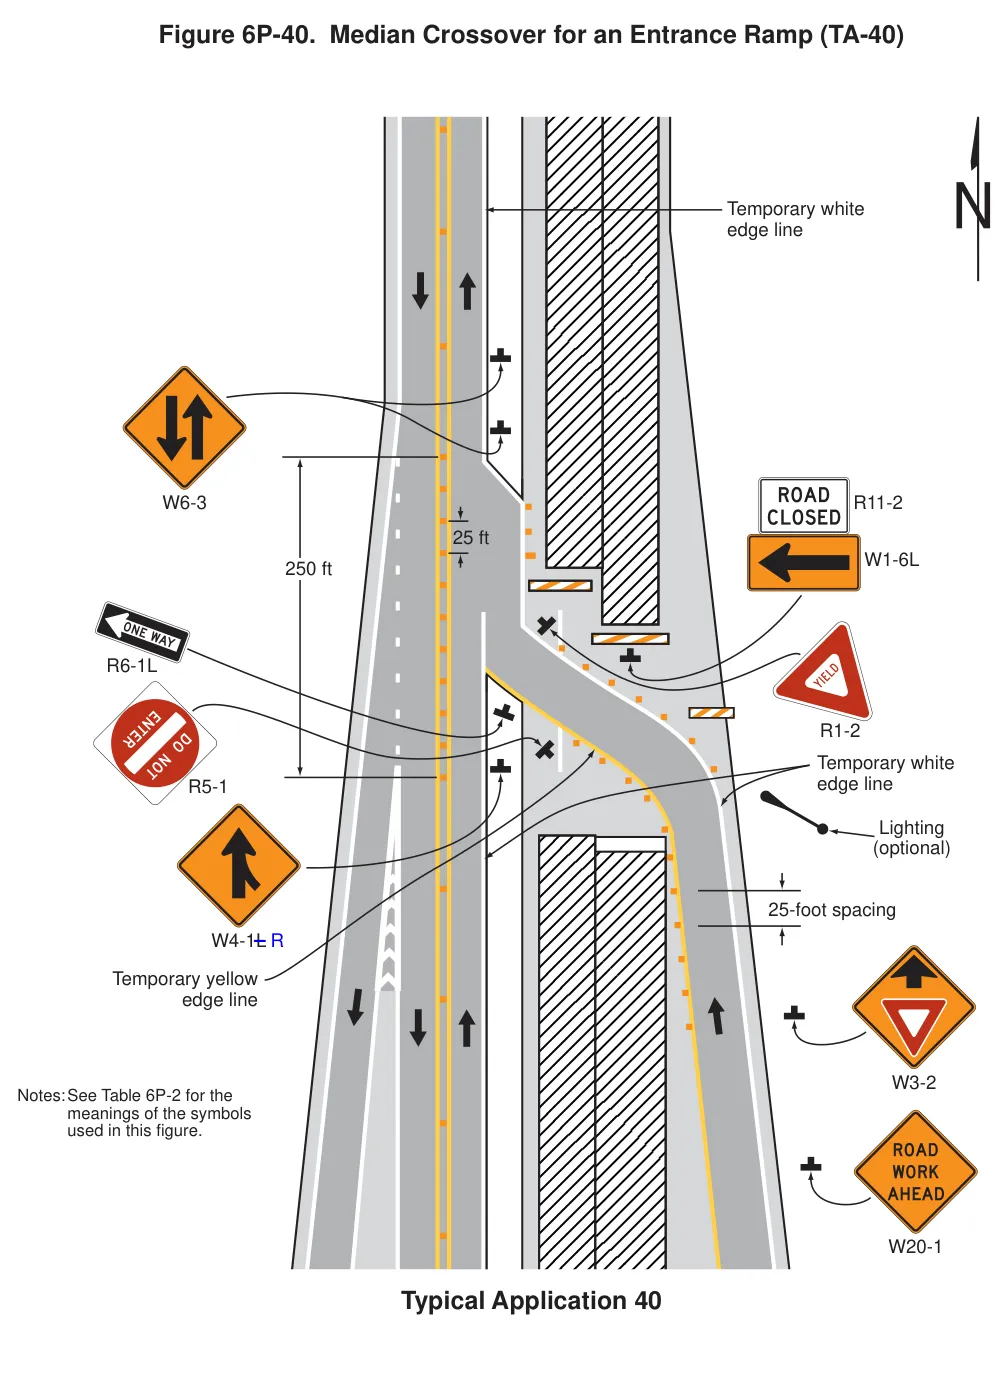 Figure 6P-40.  Median Crossover for an Entrance Ramp (TA-40)
N
Temporary white
edge line
W6-3
ROAD
CLOSED
R11-2
25 ft
W1-6L
250 ft
ONE WAY
R6-1L
YIELD
R1-2
DO NOT
ENTER
R5-1
Temporary white
edge line
Lighting
(optional)
W4-1L R
25-foot spacing
Temporary yellow
edge line
W3-2
Notes: See Table 6P-2 for the
meanings of the symbols
used in this figure.
ROAD
WORK
AHEAD
W20-1
Typical Application 40